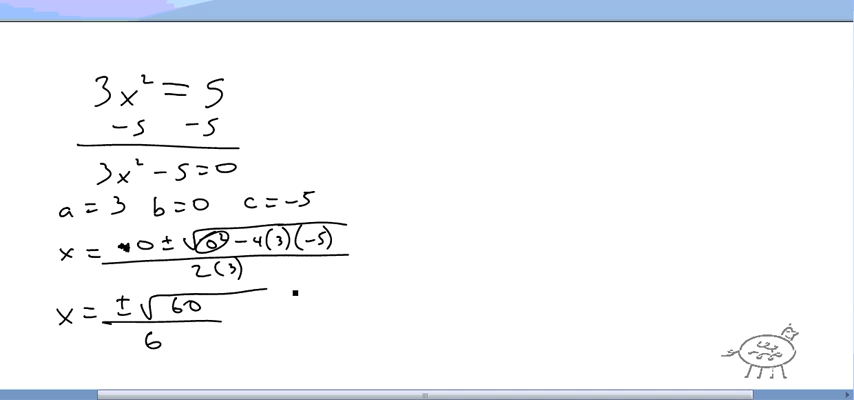 3x² = 5
-5 -5
3x² - 5 = 0
a = 3 b = 0 c = -5
x = -0 ± √0² - 4(3)(-5)
2(3)
x = ± √60
6